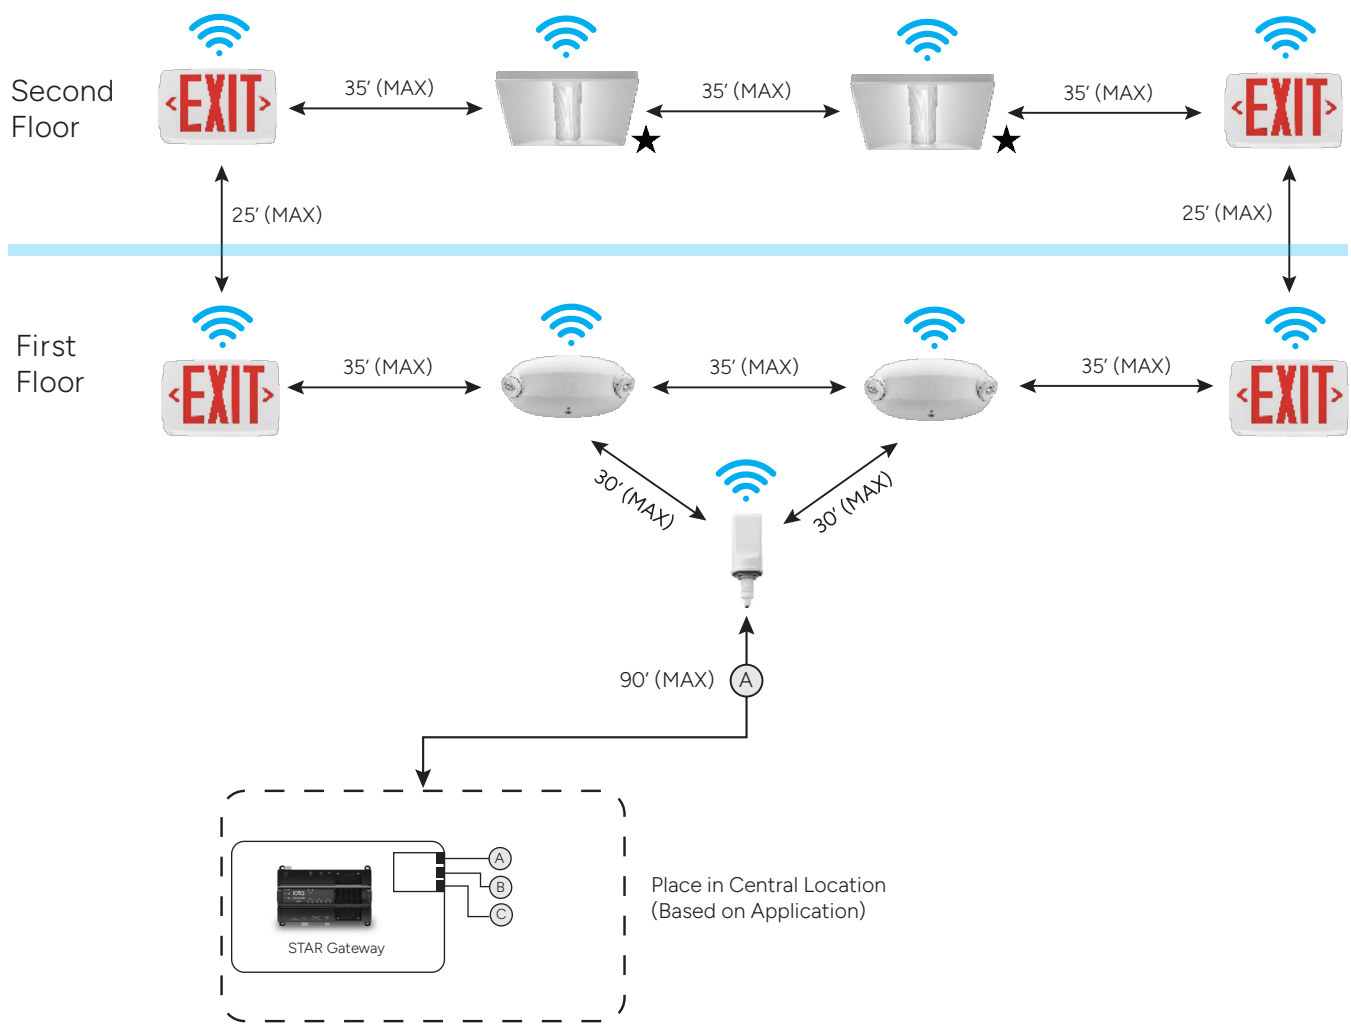 Second
Floor
EXIT
35' (MAX)
35' (MAX)
35' (MAX)
EXIT
25' (MAX)
25' (MAX)
First
Floor
EXIT
35' (MAX)
35' (MAX)
35' (MAX)
EXIT
30' (MAX)
30' (MAX)
90' (MAX)
A
A
B
C
iota
STAR Gateway
Place in Central Location
(Based on Application)